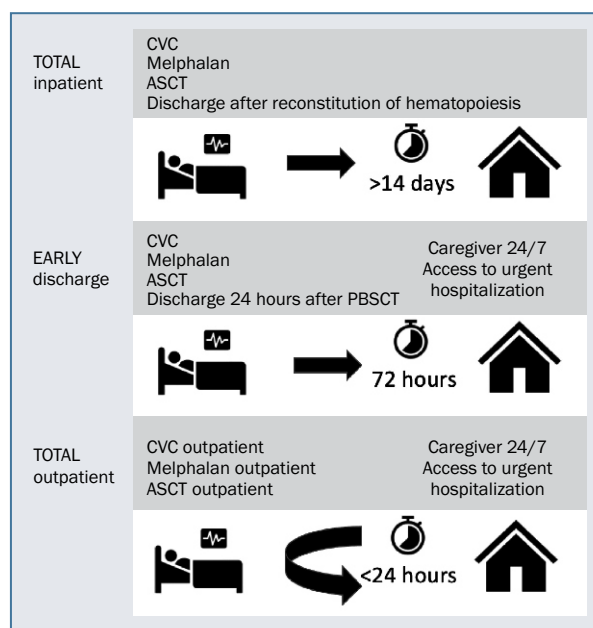 TOTAL
inpatient
CVC
Melphalan
ASCT
Discharge after reconstitution of hematopoiesis
>14 days
EARLY
discharge
CVC
Melphalan
ASCT
Discharge 24 hours after PBSCT
Caregiver 24/7
Access to urgent
hospitalization
72 hours
TOTAL
outpatient
CVC outpatient
Melphalan outpatient
ASCT outpatient
Caregiver 24/7
Access to urgent
hospitalization
<24 hours